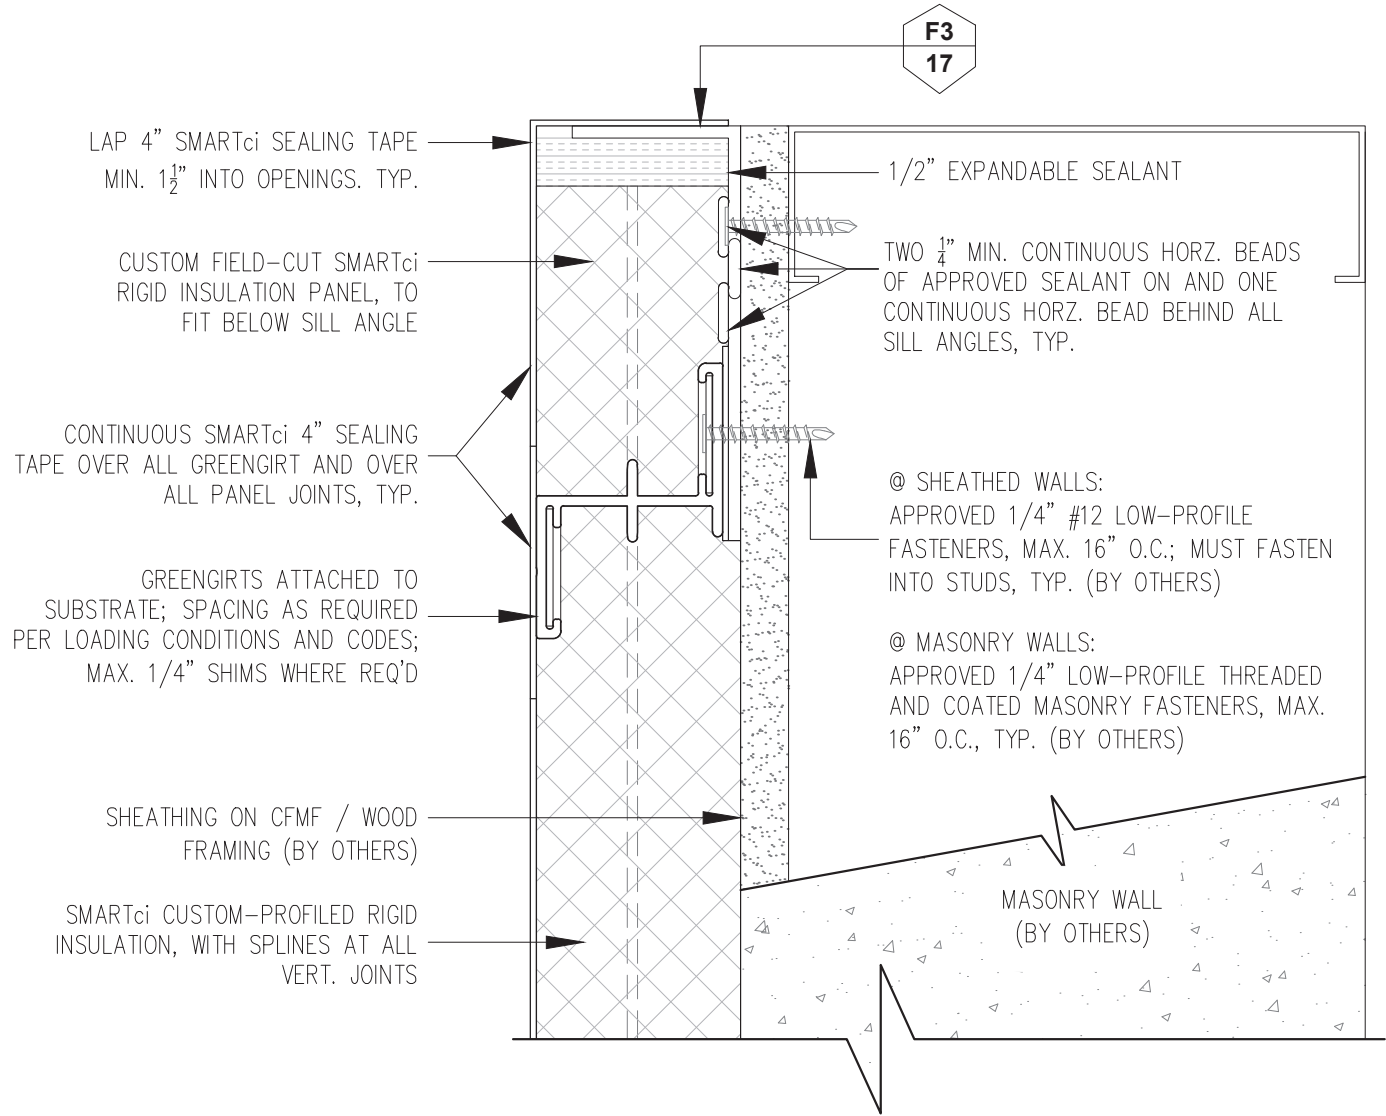 F3
17
LAP 4” SMARTci SEALING TAPE
MIN. 1½” INTO OPENINGS. TYP.
1/2” EXPANDABLE SEALANT
CUSTOM FIELD-CUT SMARTci
RIGID INSULATION PANEL, TO
FIT BELOW SILL ANGLE
TWO ¼” MIN. CONTINUOUS HORZ. BEADS
OF APPROVED SEALANT ON AND ONE
CONTINUOUS HORZ. BEAD BEHIND ALL
SILL ANGLES, TYP.
CONTINUOUS SMARTci 4” SEALING
TAPE OVER ALL GREENGIRT AND OVER
ALL PANEL JOINTS, TYP.
@ SHEATHED WALLS:
APPROVED 1/4” #12 LOW-PROFILE
FASTENERS, MAX. 16” O.C.; MUST FASTEN
INTO STUDS, TYP. (BY OTHERS)
GREENGIRTS ATTACHED TO
SUBSTRATE; SPACING AS REQUIRED
PER LOADING CONDITIONS AND CODES;
MAX. 1/4” SHIMS WHERE REQ’D
@ MASONRY WALLS:
APPROVED 1/4” LOW-PROFILE THREADED
AND COATED MASONRY FASTENERS, MAX.
16” O.C., TYP. (BY OTHERS)
SHEATHING ON CFMF / WOOD
FRAMING (BY OTHERS)
MASONRY WALL
(BY OTHERS)
SMARTci CUSTOM-PROFILED RIGID
INSULATION, WITH SPLINES AT ALL
VERT. JOINTS